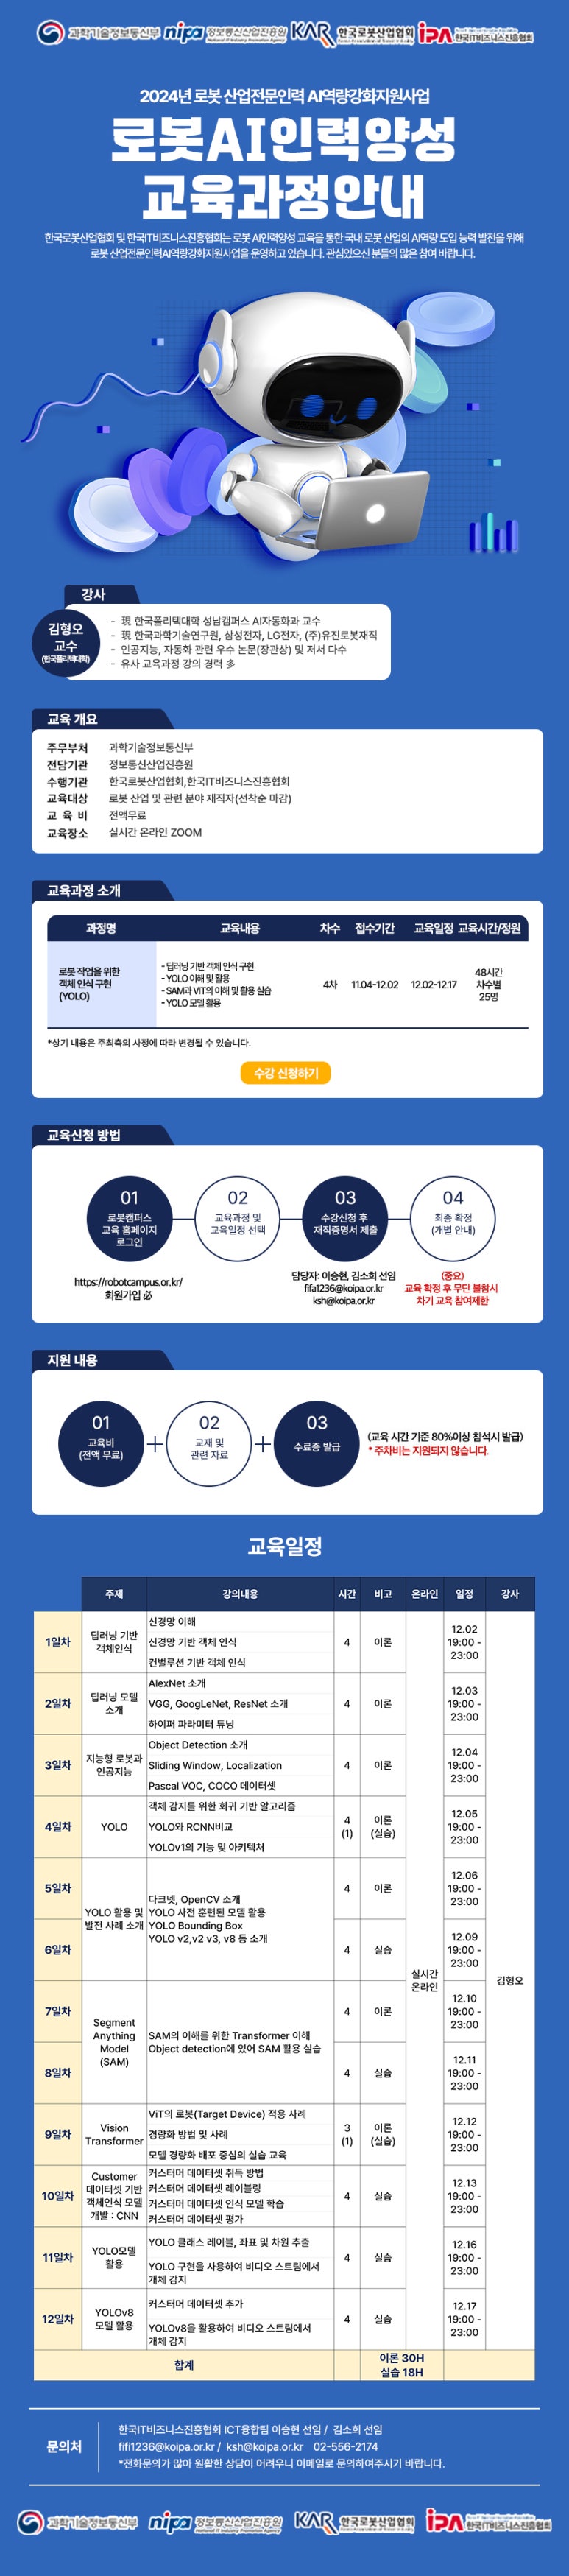 과학기술정보통신부 nipa 정보통신산업진흥원 KAR 한국로봇산업협회 IPA 한국IT비즈니스진흥협회
2024년 로봇 산업전문인력 AI역량강화지원사업
로봇AI인력양성
교육과정안내
한국로봇산업협회 및 한국IT비즈니스진흥협회는 로봇 AI인력양성 교육을 통한 국내 로봇 산업의 AI역량 도입 능력 발전을 위해
로봇 산업전문인력AI역량강화지원사업을 운영하고 있습니다. 관심있으신 분들의 많은 참여 바랍니다.
강사
김형오
교수
(한국폴리텍대학)
- 現 한국폴리텍대학 성남캠퍼스 AI자동화과 교수
- 現 한국과학기술연구원, 삼성전자, LG전자, (주)유진로봇재직
- 인공지능, 자동화 관련 우수 논문(장관상) 및 저서 다수
- 유사 교육과정 강의 경력 多
교육 개요
주무부처 과학기술정보통신부
전담기관 정보통신산업진흥원
수행기관 한국로봇산업협회,한국IT비즈니스진흥협회
교육대상 로봇 산업 및 관련 분야 재직자(선착순 마감)
교 육 비 전액무료
교육장소 실시간 온라인 ZOOM
교육과정 소개
과정명 교육내용 차수 접수기간 교육일정 교육시간/정원
로봇 작업을 위한
객체 인식 구현
(YOLO)
- 딥러닝 기반 객체 인식 구현
- YOLO 이해 및 활용
- SAM과 VIT의 이해 및 활용 실습
- YOLO 모델 활용
4차 11.04-12.02 12.02-12.17
48시간
차수별
25명
*상기 내용은 주최측의 사정에 따라 변경될 수 있습니다.
수강 신청하기
교육신청 방법
01
로봇캠퍼스
교육 홈페이지
로그인
02
교육과정 및
교육일정 선택
03
수강신청 후
재직증명서 제출
04
최종 확정
(개별 안내)
https://robotcampus.or.kr/
회원가입 必
담당자: 이승현, 김소희 선임
fifa1236@koipa.or.kr
ksh@koipa.or.kr
(중요)
교육 확정 후 무단 불참시
차기 교육 참여제한
지원 내용
01
교육비
(전액 무료)
02
교재 및
관련 자료
03
수료증 발급
(교육 시간 기준 80%이상 참석시 발급)
* 주차비는 지원되지 않습니다.
교육일정
주제 강의내용 시간 비고 온라인 일정 강사
1일차
딥러닝 기반
객체인식
신경망 이해
신경망 기반 객체 인식
컨벌루션 기반 객체 인식
4 이론
12.02
19:00 -
23:00
2일차
딥러닝 모델
소개
AlexNet 소개
VGG, GoogLeNet, ResNet 소개
하이퍼 파라미터 튜닝
4 이론
12.03
19:00 -
23:00
3일차
지능형 로봇과
인공지능
Object Detection 소개
Sliding Window, Localization
Pascal VOC, COCO 데이터셋
4 이론
12.04
19:00 -
23:00
4일차
YOLO
객체 감지를 위한 회귀 기반 알고리즘
YOLO와 RCNN비교
YOLOv1의 기능 및 아키텍처
4
(1)
이론
(실습)
12.05
19:00 -
23:00
5일차
YOLO 활용 및
발전 사례 소개
다크넷, OpenCV 소개
YOLO 사전 훈련된 모델 활용
YOLO Bounding Box
YOLO v2,v2 v3, v8 등 소개
4 이론
12.06
19:00 -
23:00
6일차
4 실습
12.09
19:00 -
23:00
실시간
온라인
김형오
7일차
Segment
Anything
Model
(SAM)
SAM의 이해를 위한 Transformer 이해
Object detection에 있어 SAM 활용 실습
4 이론
12.10
19:00 -
23:00
8일차
4 실습
12.11
19:00 -
23:00
9일차
Vision
Transformer
ViT의 로봇(Target Device) 적용 사례
경량화 방법 및 사례
모델 경량화 배포 중심의 실습 교육
3
(1)
이론
(실습)
12.12
19:00 -
23:00
10일차
Customer
데이터셋 기반
객체인식 모델
개발 : CNN
커스터머 데이터셋 취득 방법
커스터머 데이터셋 레이블링
커스터머 데이터셋 인식 모델 학습
커스터머 데이터셋 평가
4 실습
12.13
19:00 -
23:00
11일차
YOLO모델
활용
YOLO 클래스 레이블, 좌표 및 차원 추출
YOLO 구현을 사용하여 비디오 스트림에서
개체 감지
4 실습
12.16
19:00 -
23:00
12일차
YOLOv8
모델 활용
커스터머 데이터셋 추가
YOLOv8을 활용하여 비디오 스트림에서
개체 감지
4 실습
12.17
19:00 -
23:00
합계
이론 30H
실습 18H
문의처
한국IT비즈니스진흥협회 ICT융합팀 이승현 선임 / 김소희 선임
fifi1236@koipa.or.kr / ksh@koipa.or.kr 02-556-2174
*전화문의가 많아 원활한 상담이 어려우니 이메일로 문의하여주시기 바랍니다.
과학기술정보통신부 nipa 정보통신산업진흥원 KAR 한국로봇산업협회 IPA 한국IT비즈니스진흥협회